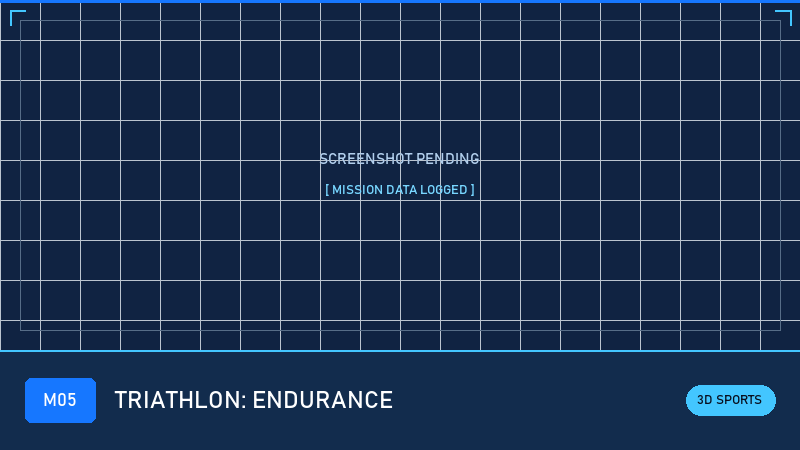 SCREENSHOT PENDING
[ MISSION DATA LOGGED ]
M05
TRIATHLON: ENDURANCE
3D SPORTS